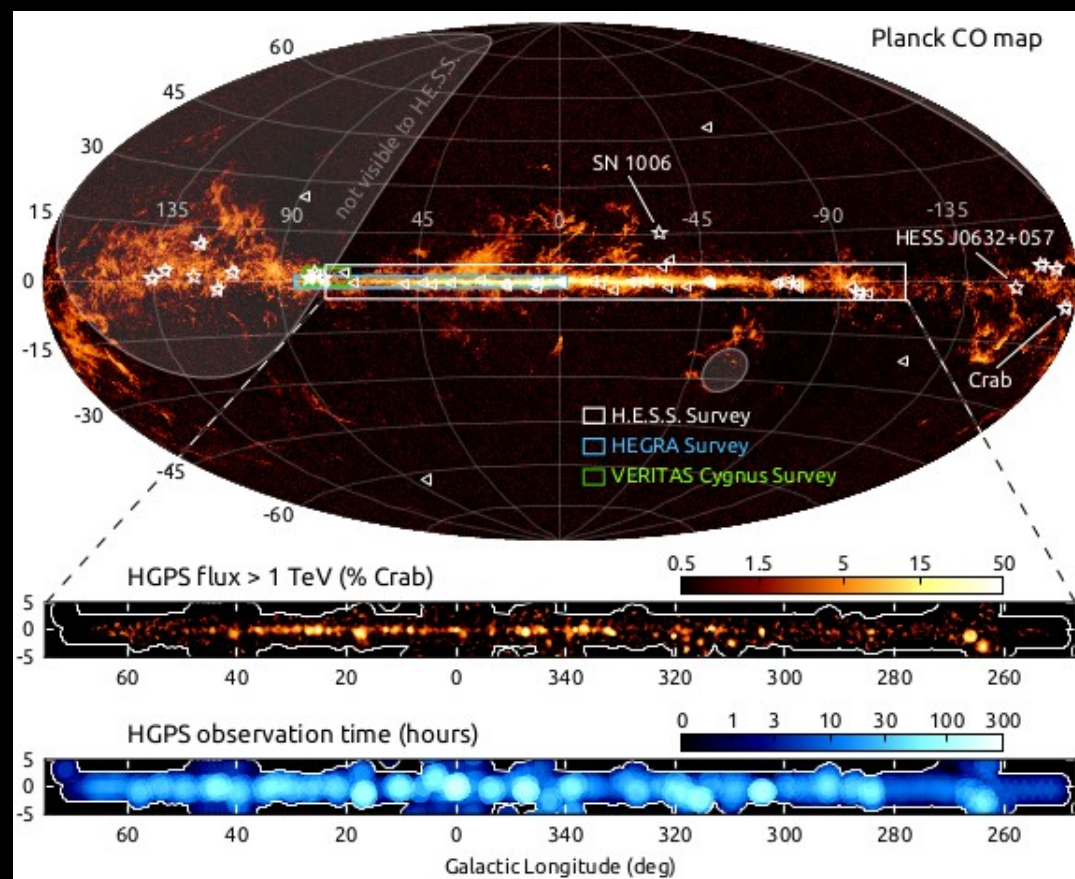 Planck CO map
60
45
30
15
0
-15
-30
-45
-60
not visible to H.E.S.S.
135
90
45
0
-45
-90
-135
SN 1006
HESS J0632+057
Crab
H.E.S.S. Survey
HEGRA Survey
VERITAS Cygnus Survey
HGPS flux > 1 TeV (% Crab)
0.5 1.5 5 15 50
5
0
-5
60 40 20 0 340 320 300 280 260
HGPS observation time (hours)
0 1 3 10 30 100 300
5
0
-5
60 40 20 0 340 320 300 280 260
Galactic Longitude (deg)